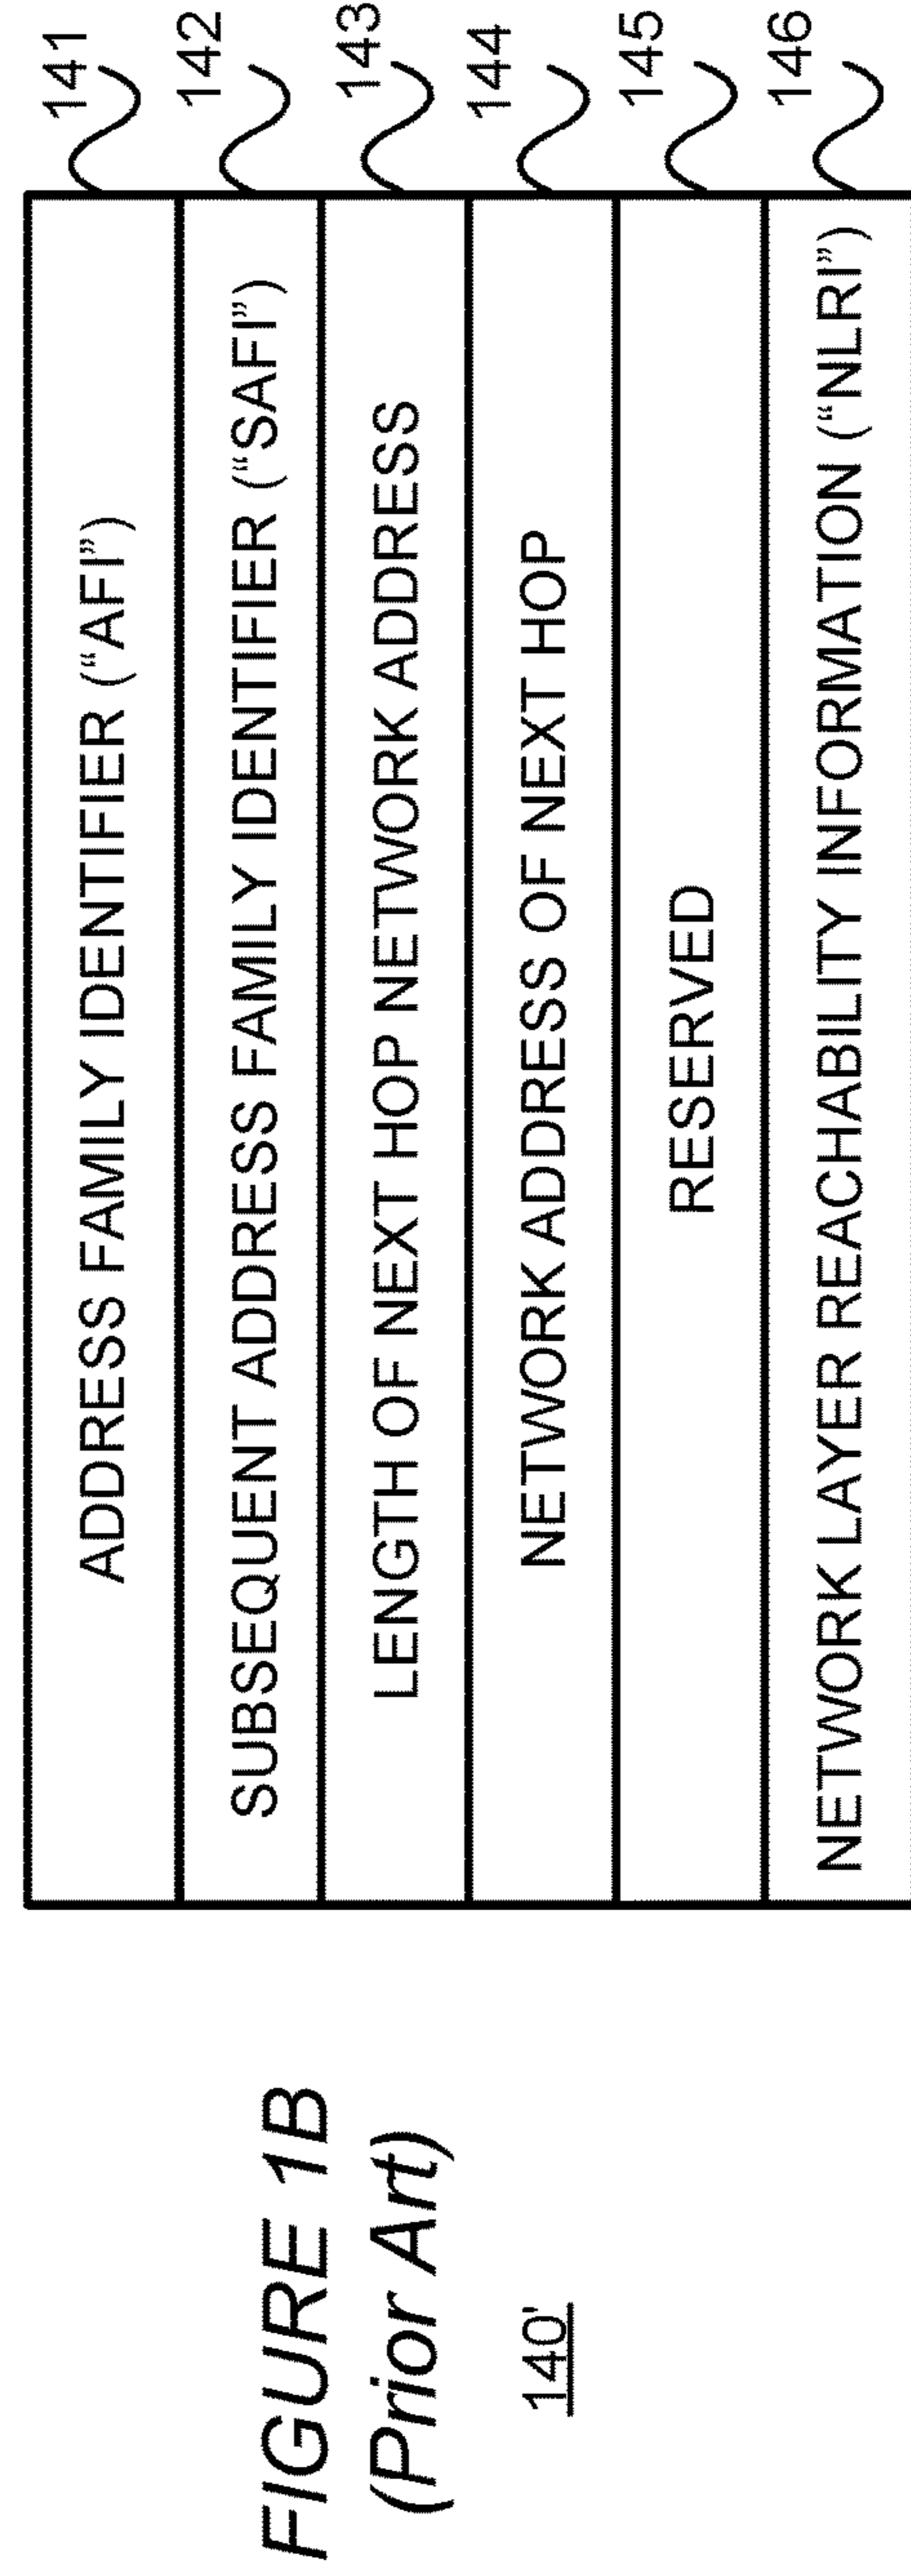 FIGURE 1B
(Prior Art)
140'
ADDRESS FAMILY IDENTIFIER (“AFI”)
141
SUBSEQUENT ADDRESS FAMILY IDENTIFIER (“SAFI”)
142
LENGTH OF NEXT HOP NETWORK ADDRESS
143
NETWORK ADDRESS OF NEXT HOP
144
RESERVED
145
NETWORK LAYER REACHABILITY INFORMATION (“NLRI”)
146